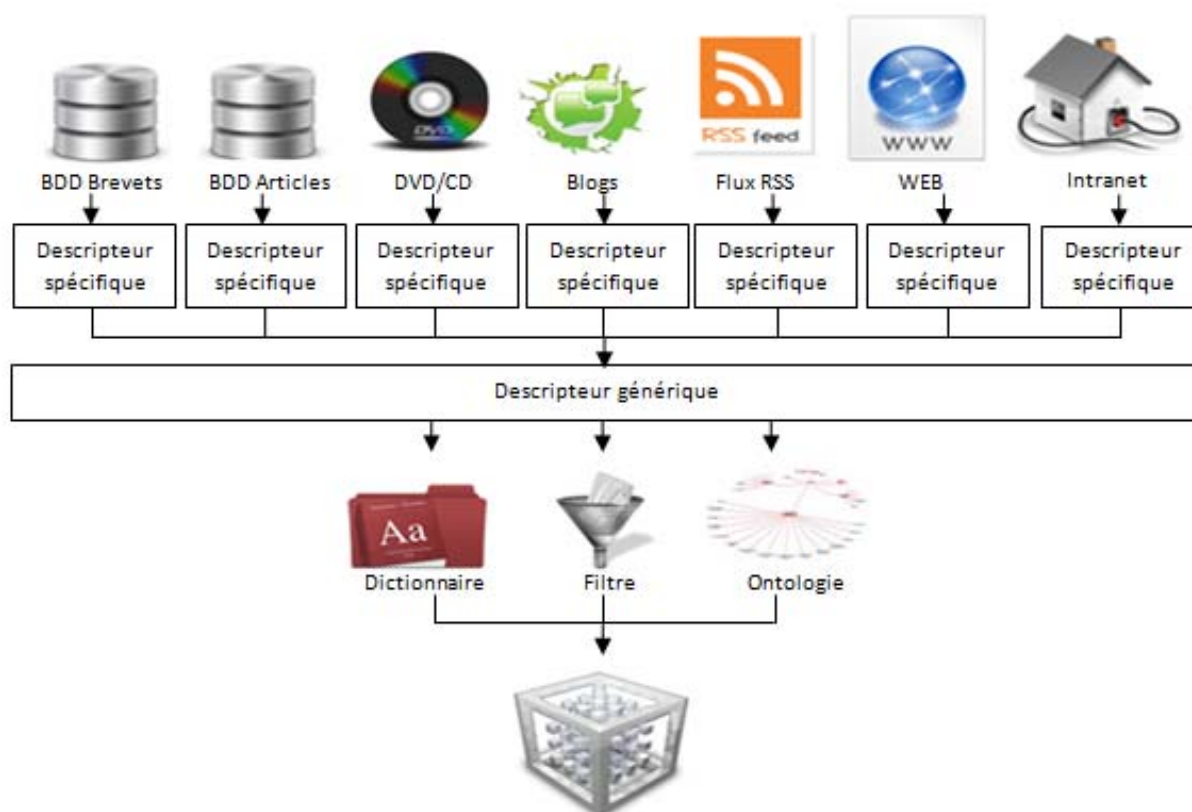 DVD
RSS feed
WWW
BDD Brevets
BDD Articles
DVD/CD
Blogs
Flux RSS
WEB
Intranet
Descripteur
spécifique
Descripteur
spécifique
Descripteur
spécifique
Descripteur
spécifique
Descripteur
spécifique
Descripteur
spécifique
Descripteur
spécifique
Descripteur générique
Aa
Dictionnaire
Filtre
Ontologie